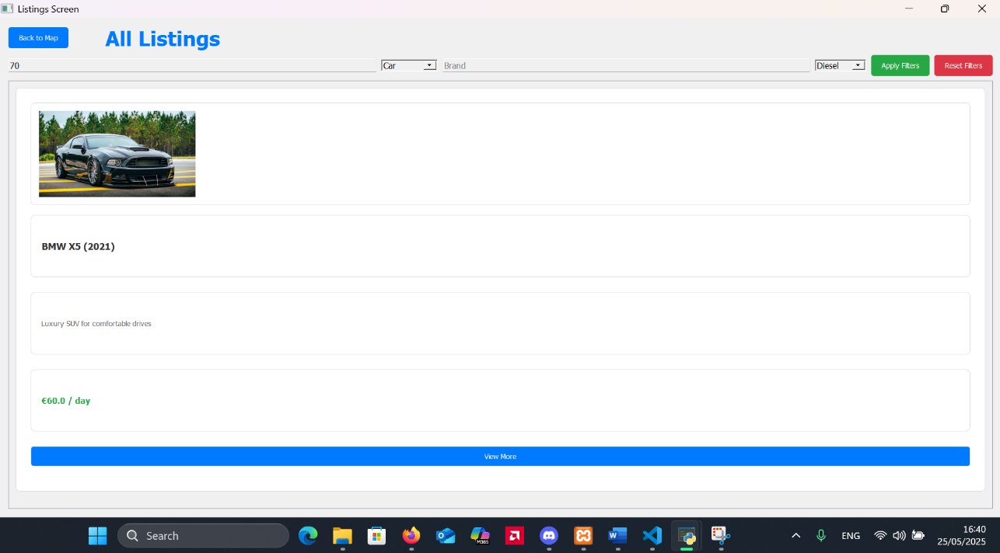 Listings Screen
Back to Map
All Listings
70
Car
Brand
Diesel
Apply Filters
Reset Filters
BMW X5 (2021)
Luxury SUV for comfortable drives
€60.0 / day
View More
Search
M365
ENG
16:40
25/05/2025